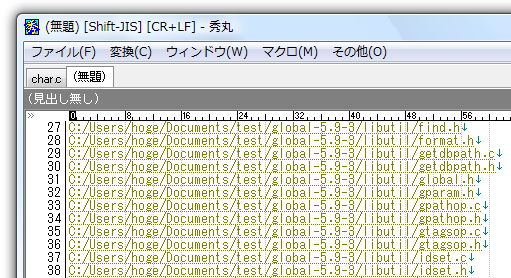 (無題) [Shift-JIS] [CR+LF] - 秀丸
ファイル(F) 変換(C) ウィンドウ(W) マクロ(M) その他(O)
char.c (無題)
(見出し無し)
» 0 8 16 24 32 40 48 56
27 C:/Users/hoge/Documents/test/global-5.9-3/libutil/find.h↓
28 C:/Users/hoge/Documents/test/global-5.9-3/libutil/format.h↓
29 C:/Users/hoge/Documents/test/global-5.9-3/libutil/getdbpath.c↓
30 C:/Users/hoge/Documents/test/global-5.9-3/libutil/getdbpath.h↓
31 C:/Users/hoge/Documents/test/global-5.9-3/libutil/global.h↓
32 C:/Users/hoge/Documents/test/global-5.9-3/libutil/gparam.h↓
33 C:/Users/hoge/Documents/test/global-5.9-3/libutil/gpathop.c↓
34 C:/Users/hoge/Documents/test/global-5.9-3/libutil/gpathop.h↓
35 C:/Users/hoge/Documents/test/global-5.9-3/libutil/gtagsop.c↓
36 C:/Users/hoge/Documents/test/global-5.9-3/libutil/gtagsop.h↓
37 C:/Users/hoge/Documents/test/global-5.9-3/libutil/idset.c↓
38 C:/Users/hoge/Documents/test/global-5.9-3/libutil/idset.h↓